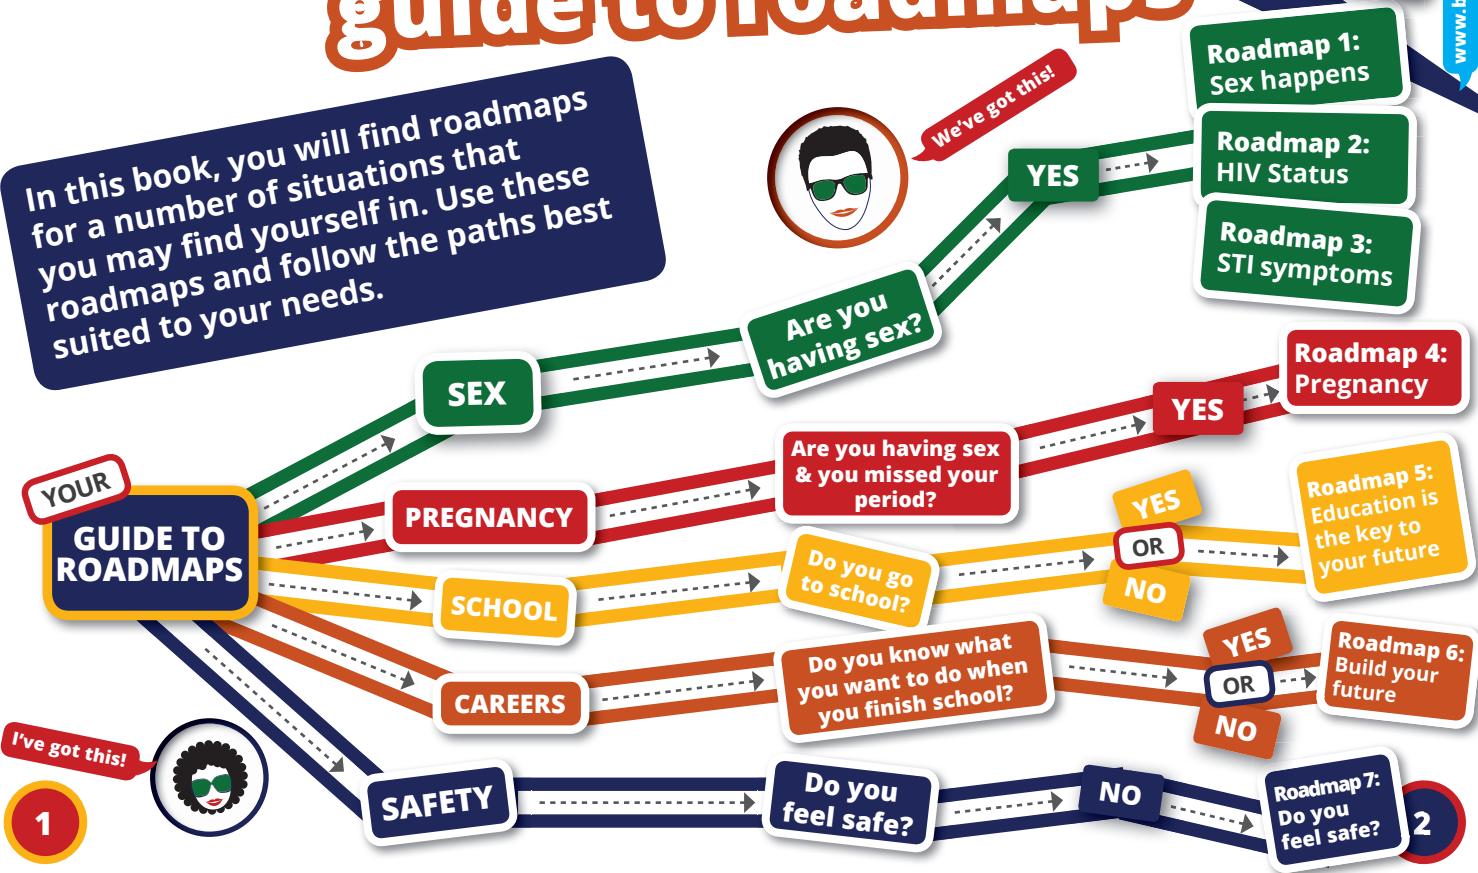 guide to roadmaps
In this book, you will find roadmaps
for a number of situations that
you may find yourself in. Use these
roadmaps and follow the paths best
suited to your needs.
We've got this!
www.b
YOUR
GUIDE TO
ROADMAPS
SEX
Are you
having sex?
YES
Roadmap 1:
Sex happens
Roadmap 2:
HIV Status
Roadmap 3:
STI symptoms
PREGNANCY
Are you having sex
& you missed your
period?
YES
Roadmap 4:
Pregnancy
SCHOOL
Do you go
to school?
YES
OR
NO
Roadmap 5:
Education is
the key to
your future
CAREERS
Do you know what
you want to do when
you finish school?
YES
OR
NO
Roadmap 6:
Build your
future
SAFETY
Do you
feel safe?
NO
Roadmap 7:
Do you
feel safe?
I've got this!
1
2